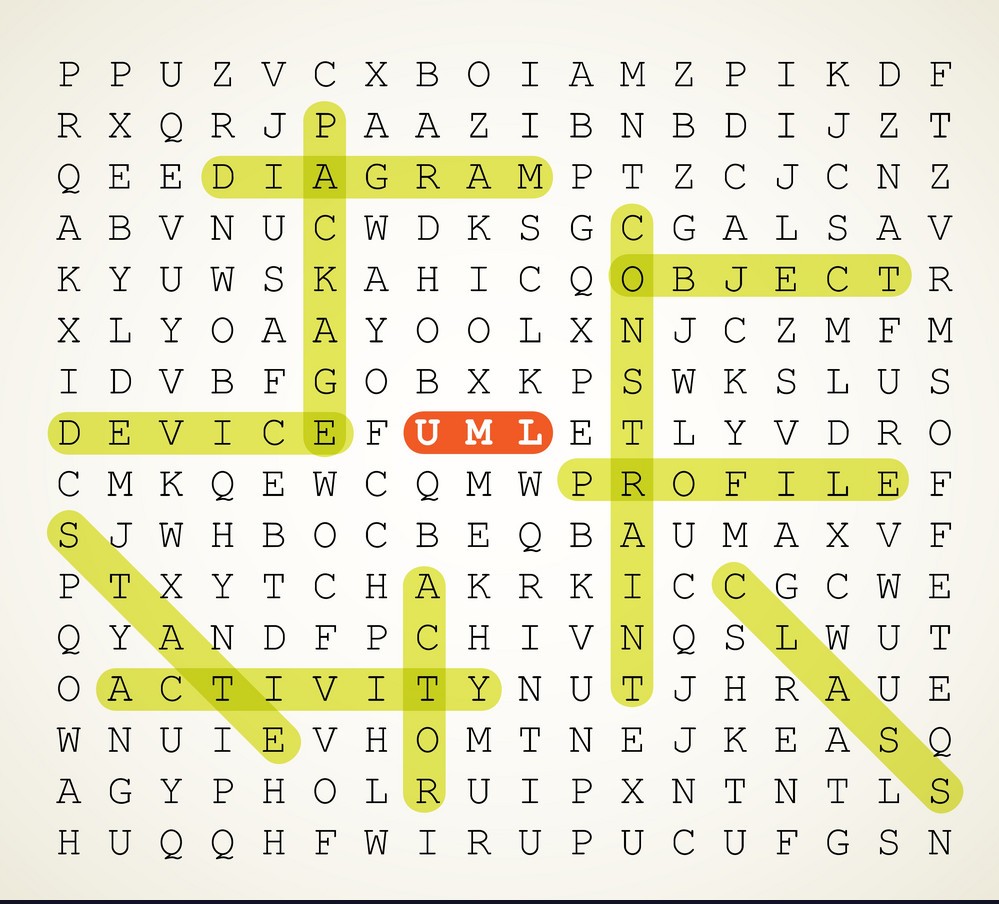 P P U Z V C X B O I A M Z P I K D F
R X Q R J P A A Z I B N B D I J Z T
Q E E D I A G R A M P T Z C J C N Z
A B V N U C W D K S G C G A L S A V
K Y U W S K A H I C Q O B J E C T R
X L Y O A A Y O O L X N J C Z M F M
I D V B F G O B X K P S W K S L U S
D E V I C E F U M L E T L Y V D R O
C M K Q E W C Q M W P R O F I L E F
S J W H B O C B E Q B A U M A X V F
P T X Y T C H A K R K I C C G C W E
Q Y A N D F P C H I V N Q S L W U T
O A C T I V I T Y N U T J H R A U E
W N U I E V H O M T N E J K E A S Q
A G Y P H O L R U I P X N T N T L S
H U Q Q H F W I R U P U C U F G S N